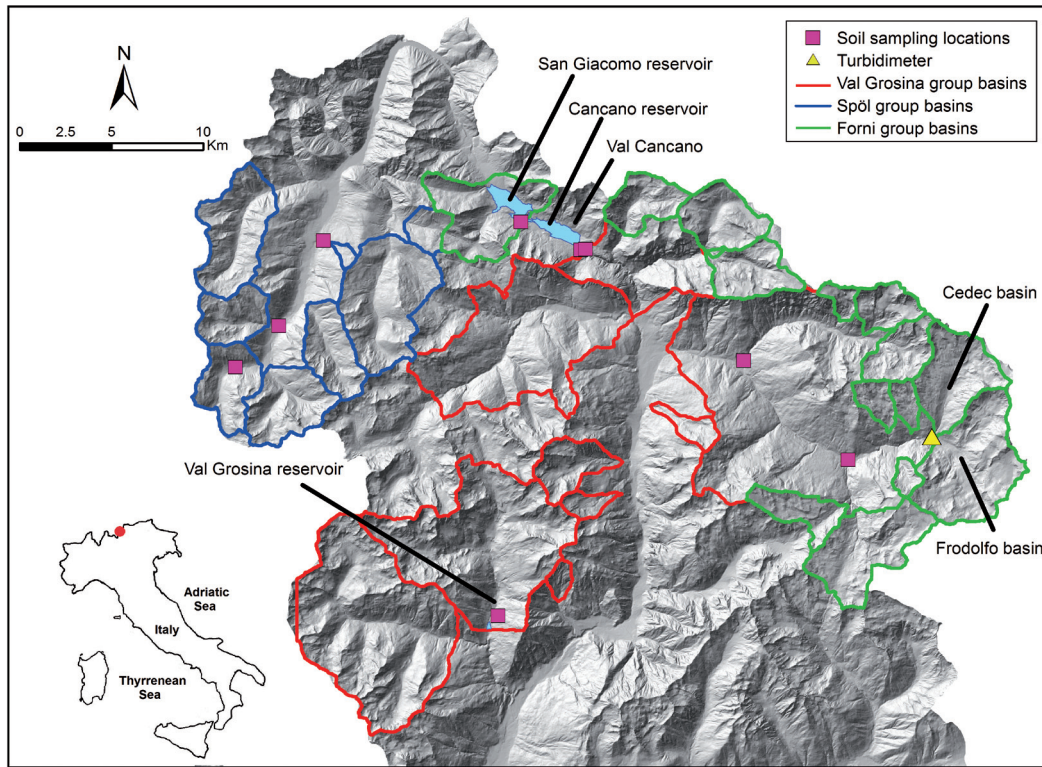 N
0 2.5 5 10
Km
San Giacomo reservoir
Cancano reservoir
Val Cancano
Soil sampling locations
Turbidimeter
Val Grosina group basins
Spöl group basins
Forni group basins
Cedec basin
Val Grosina reservoir
Frodolfo basin
Adriatic
Sea
Italy
Thyrrenean
Sea